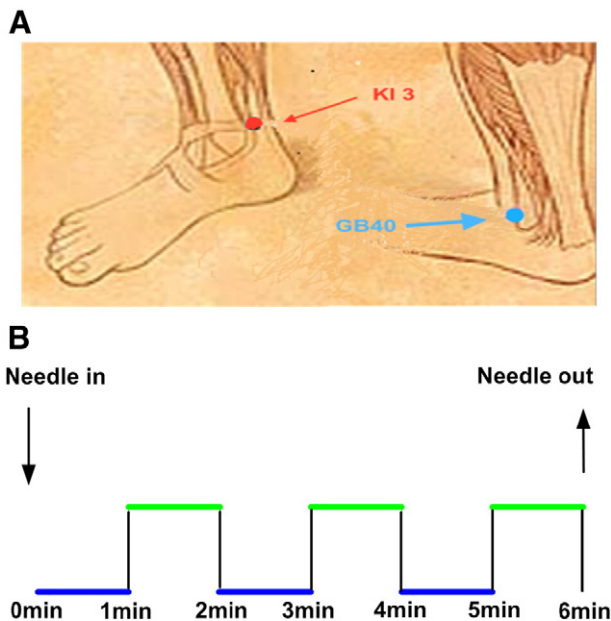 A
KI 3
GB40
B
Needle in
Needle out
0min 1min 2min 3min 4min 5min 6min